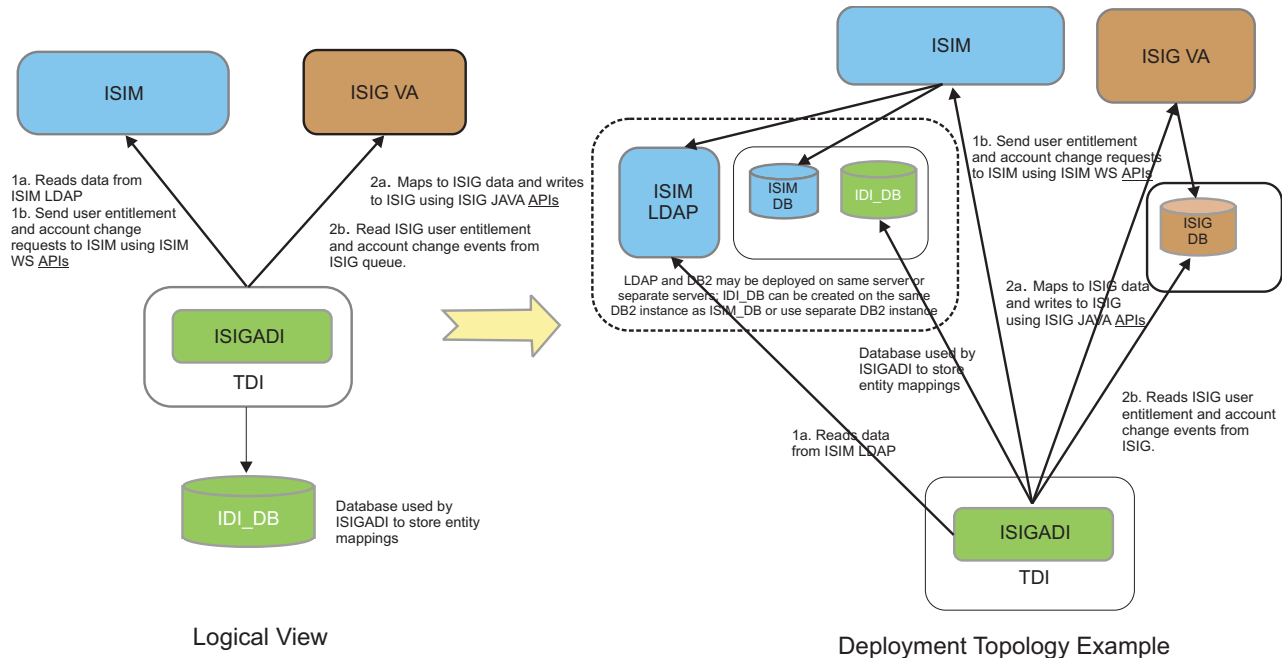 ISIM
ISIG VA
1a. Reads data from
ISIM LDAP
1b. Send user entitlement
and account change
requests to ISIM using ISIM
WS APIs
2a. Maps to ISIG data and writes
to ISIG using ISIG JAVA APIs
2b. Read ISIG user entitlement
and account change events from
ISIG queue.
ISIGADI
TDI
IDI_DB
Database used by
ISIGADI to store entity
mappings
Logical View
ISIM
ISIG VA
ISIM
LDAP
ISIM
DB
IDI_DB
LDAP and DB2 may be deployed on same server or
separate servers; IDI_DB can be created on the same
DB2 instance as ISIM_DB or use separate DB2 instance
1b. Send user entitlement
and account change requests
to ISIM using ISIM WS APIs
ISIG
DB
2a. Maps to ISIG data
and writes to ISIG
using ISIG JAVA APIs
Database used by
ISIGADI to store
entity mappings
2b. Reads ISIG user
entitlement and account
change events from
ISIG.
1a. Reads data
from ISIM LDAP
ISIGADI
TDI
Deployment Topology Example